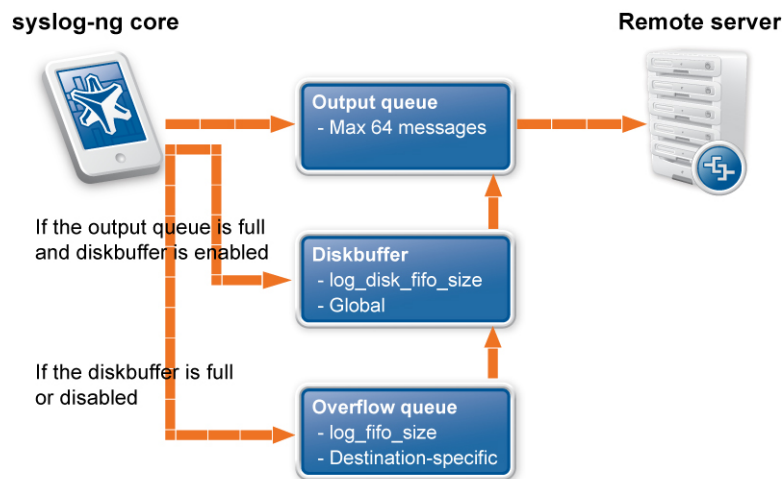 syslog-ng core
Remote server
Output queue
- Max 64 messages
If the output queue is full
and diskbuffer is enabled
Diskbuffer
- log_disk_fifo_size
- Global
If the diskbuffer is full
or disabled
Overflow queue
- log_fifo_size
- Destination-specific